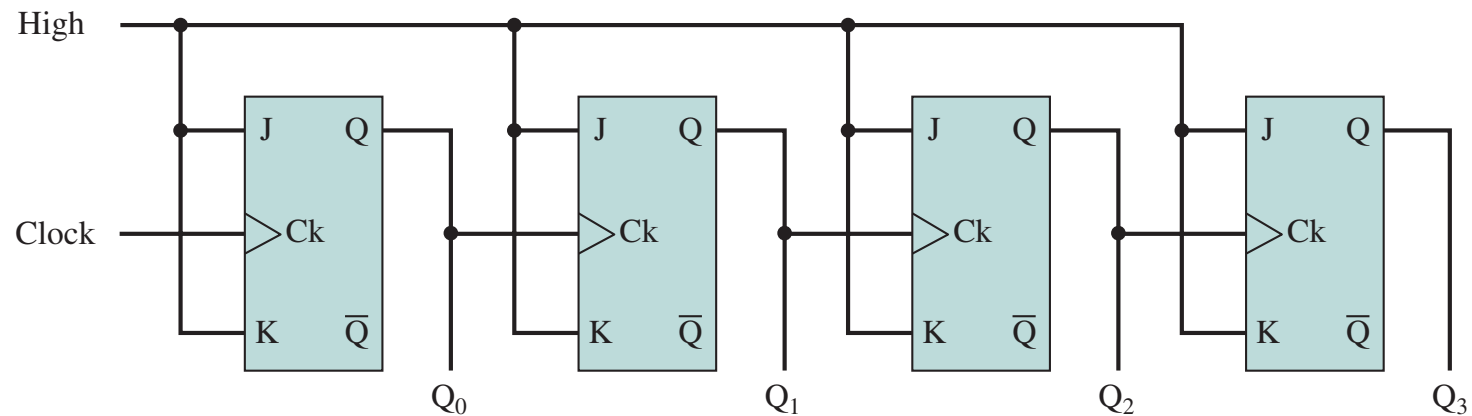 High
J Q J Q J Q J Q
Clock Ck Ck Ck Ck
K Q̅ K Q̅ K Q̅ K Q̅
Q₀ Q₁ Q₂ Q₃